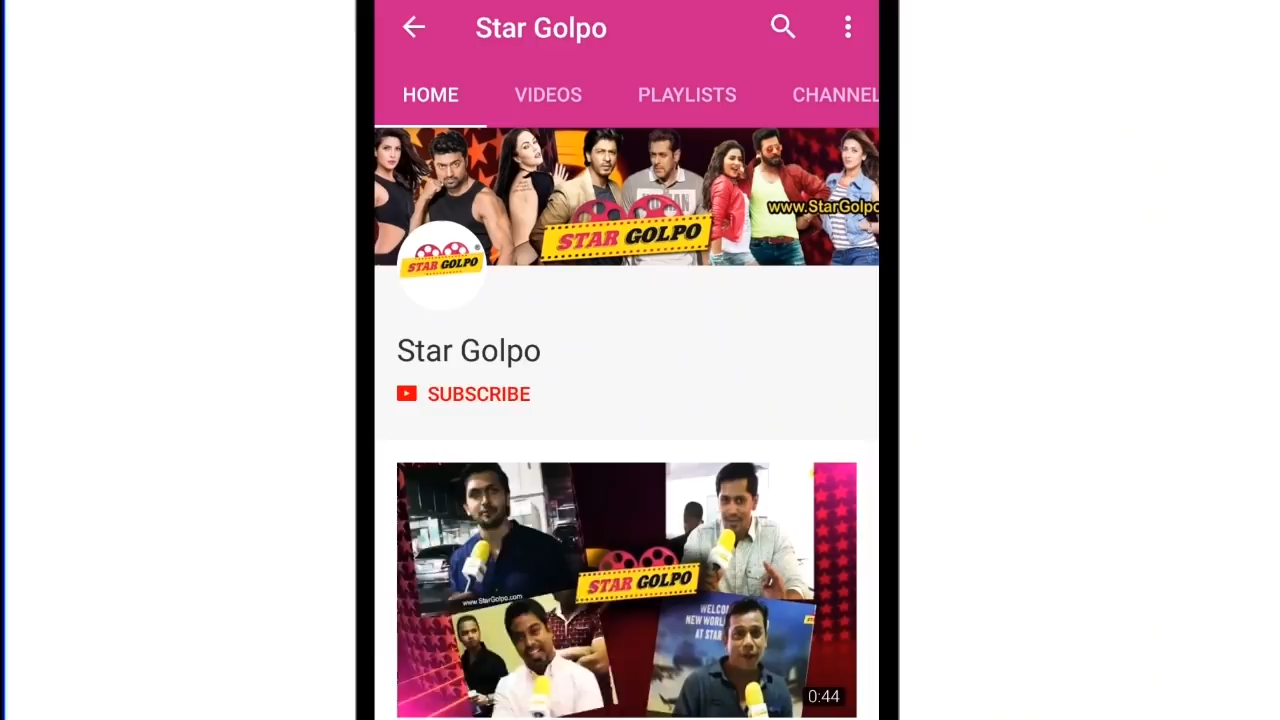 Star Golpo
HOME VIDEOS PLAYLISTS CHANNEL
www.StarGolpo
STAR GOLPO
STAR GOLPO
Star Golpo
SUBSCRIBE
STAR GOLPO
www.StarGolpo.com
WELCO
NEW WORL
AT STAR
0:44